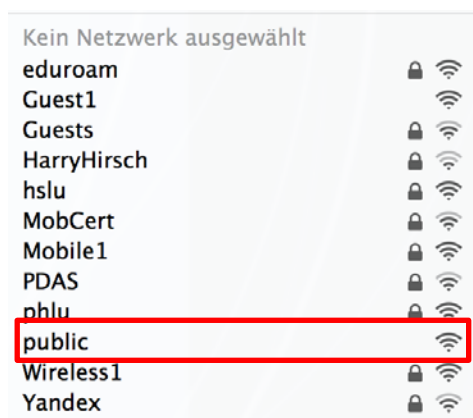 Kein Netzwerk ausgewählt
eduroam
Guest1
Guests
HarryHirsch
hslu
MobCert
Mobile1
PDAS
phlu
public
Wireless1
Yandex